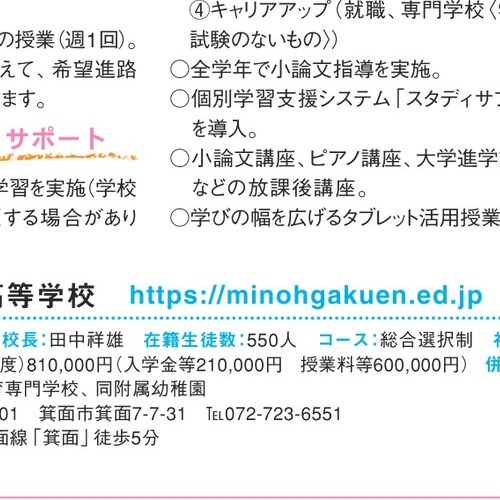 ④キャリアアップ(就職、専門学校〈
の授業(週1回)。
試験のないもの〉)
えて、希望進路
○全学年で小論文指導を実施。
ます。
○個別学習支援システム「スタディサプ
を導入。
サポート
○小論文講座、ピアノ講座、大学進学
学習を実施(学校
などの放課後講座。
する場合があり
○学びの幅を広げるタブレット活用授業
高等学校 https://minohgakuen.ed.jp
校長:田中祥雄 在籍生徒数:550人 コース:総合選択制
度)810,000円(入学金等210,000円 授業料等600,000円) 併
育専門学校、同附属幼稚園
01 箕面市箕面7-7-31 ℡072-723-6551
面線「箕面」徒歩5分